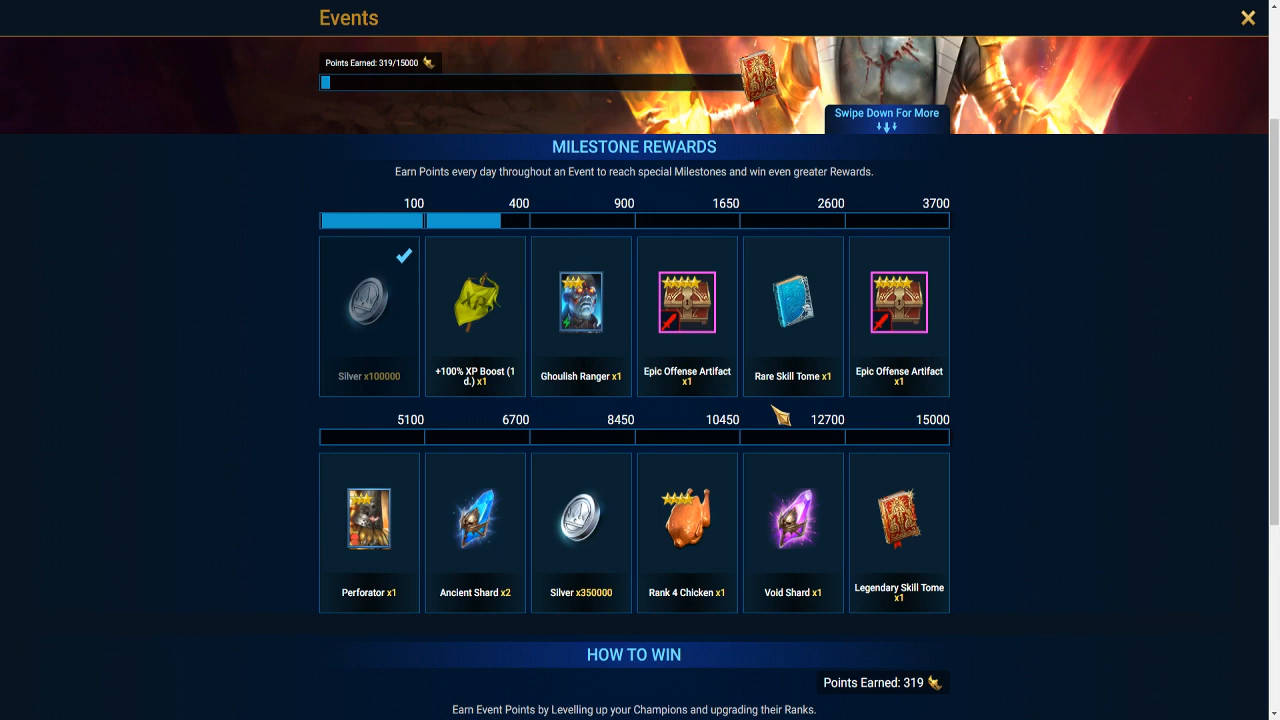 Events
Points Earned: 319/15000
Swipe Down For More
MILESTONE REWARDS
Earn Points every day throughout an Event to reach special Milestones and win even greater Rewards.
100 400 900 1650 2600 3700
Silver x100000
+100% XP Boost (1
d.) x1
Ghoulish Ranger x1
Epic Offense Artifact
x1
Rare Skill Tome x1
Epic Offense Artifact
x1
5100 6700 8450 10450 12700 15000
Perforator x1
Ancient Shard x2
Silver x350000
Rank 4 Chicken x1
Void Shard x1
Legendary Skill Tome
x1
HOW TO WIN
Points Earned: 319
Earn Event Points by Levelling up your Champions and upgrading their Ranks.